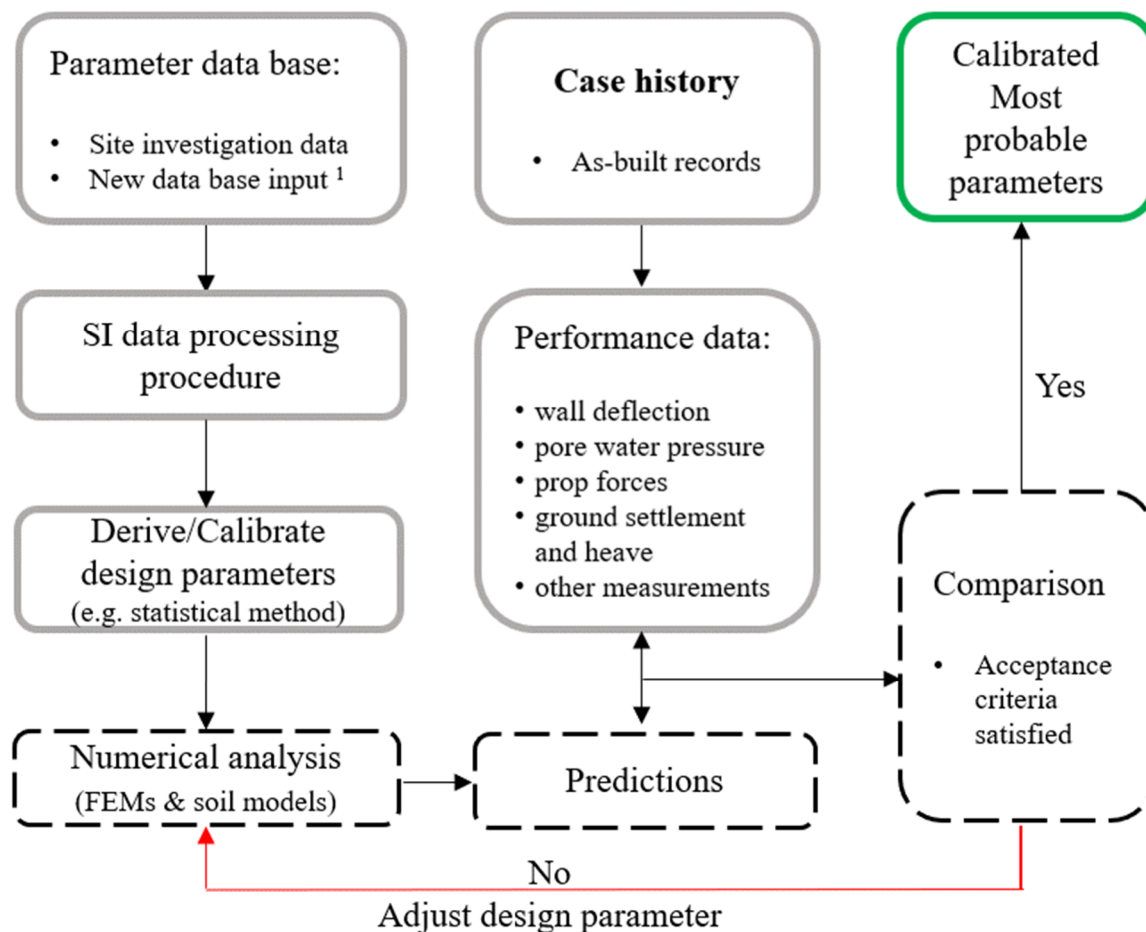 Parameter data base:
• Site investigation data
• New data base input ¹
SI data processing
procedure
Derive/Calibrate
design parameters
(e.g. statistical method)
Numerical analysis
(FEMs & soil models)
Case history
• As-built records
Performance data:
• wall deflection
• pore water pressure
• prop forces
• ground settlement
and heave
• other measurements
Predictions
Calibrated
Most
probable
parameters
Yes
Comparison
• Acceptance
criteria
satisfied
No
Adjust design parameter